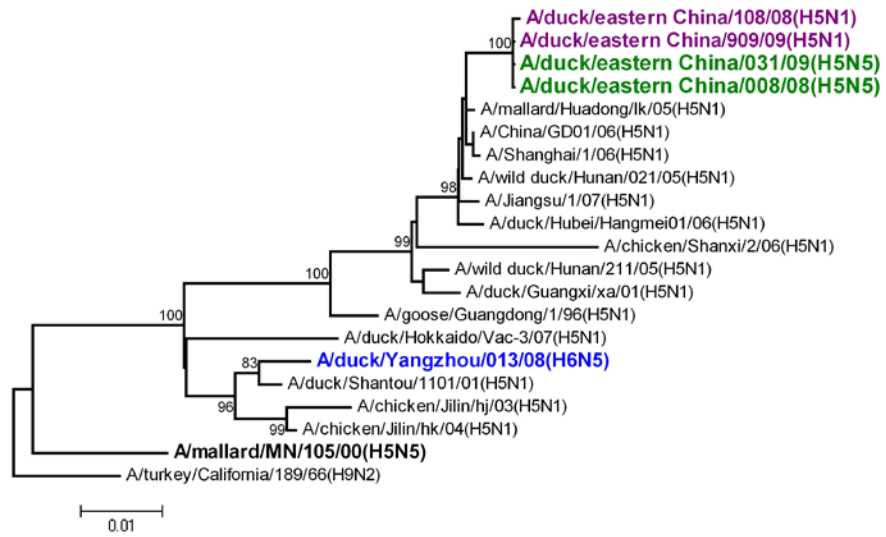 A/duck/eastern China/108/08(H5N1)
100
A/duck/eastern China/909/09(H5N1)
A/duck/eastern China/031/09(H5N5)
A/duck/eastern China/008/08(H5N5)
A/mallard/Huadong/lk/05(H5N1)
A/China/GD01/06(H5N1)
A/Shanghai/1/06(H5N1)
A/wild duck/Hunan/021/05(H5N1)
98
A/Jiangsu/1/07(H5N1)
A/duck/Hubei/Hangmei01/06(H5N1)
99
A/chicken/Shanxi/2/06(H5N1)
A/wild duck/Hunan/211/05(H5N1)
100
A/duck/Guangxi/xa/01(H5N1)
A/goose/Guangdong/1/96(H5N1)
100
A/duck/Hokkaido/Vac-3/07(H5N1)
A/duck/Yangzhou/013/08(H6N5)
83
A/duck/Shantou/1101/01(H5N1)
96
A/chicken/Jilin/hj/03(H5N1)
99
A/chicken/Jilin/hk/04(H5N1)
A/mallard/MN/105/00(H5N5)
A/turkey/California/189/66(H9N2)
0.01